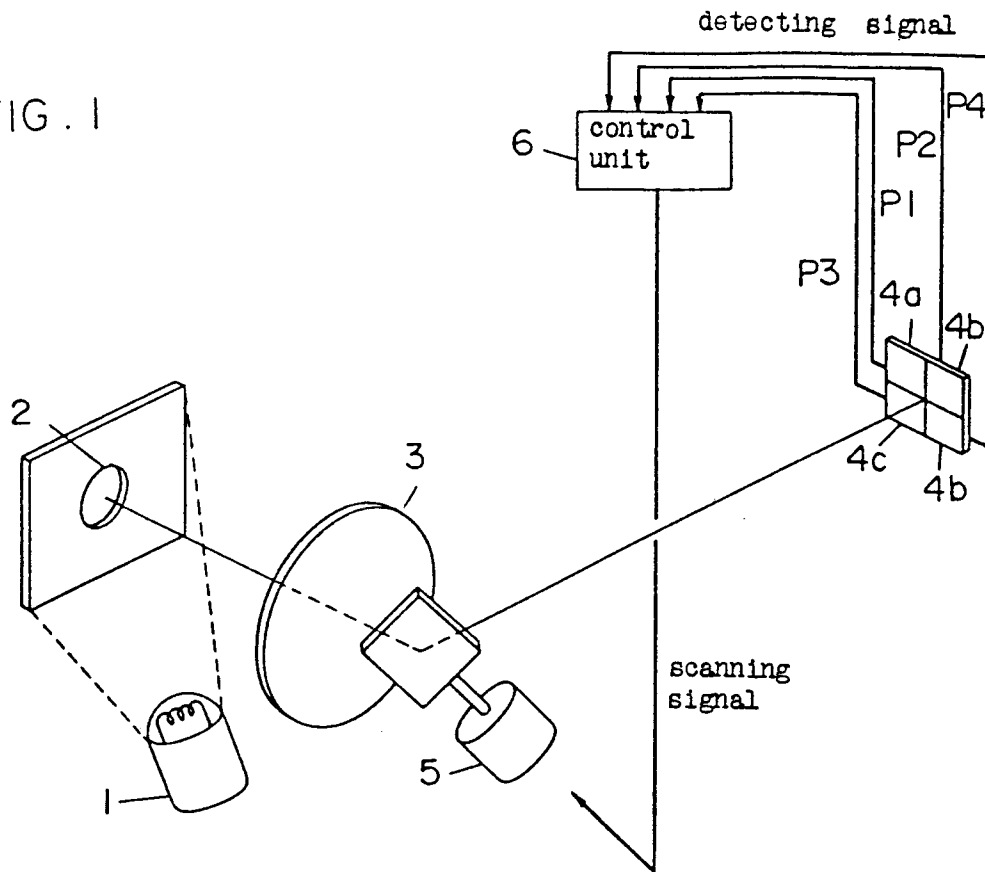 detecting signal
FIG. 1
P4
6
control
unit
P2
P1
P3
4a
4b
2
3
4c
4b
scanning
signal
5
1